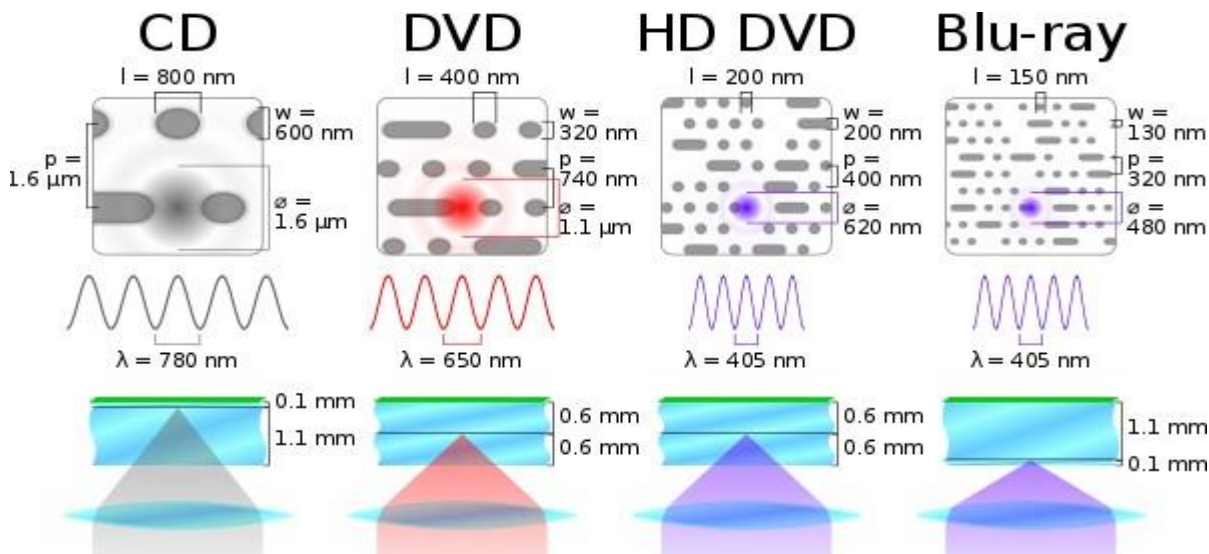 CD
l = 800 nm
w =
600 nm
p =
1.6 µm
⌀ =
1.6 µm
λ = 780 nm
0.1 mm
1.1 mm
DVD
l = 400 nm
w =
320 nm
p =
740 nm
⌀ =
1.1 µm
λ = 650 nm
0.6 mm
0.6 mm
HD DVD
l = 200 nm
w =
200 nm
p =
400 nm
⌀ =
620 nm
λ = 405 nm
0.6 mm
0.6 mm
Blu-ray
l = 150 nm
w =
130 nm
p =
320 nm
⌀ =
480 nm
λ = 405 nm
1.1 mm
0.1 mm